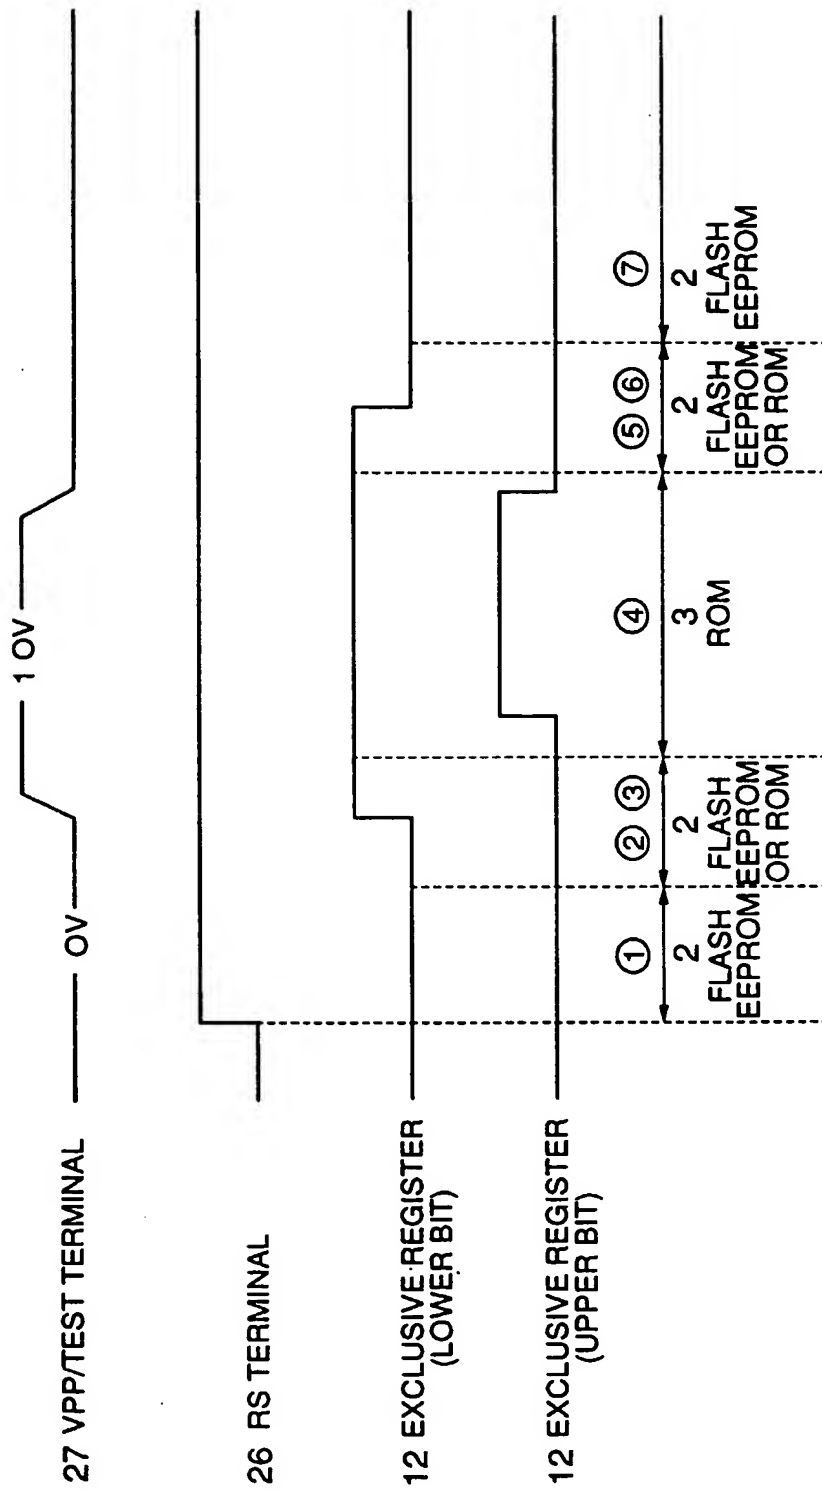 27 VPP/TEST TERMINAL
OV
1 OV
26 RS TERMINAL
12 EXCLUSIVE REGISTER
(LOWER BIT)
12 EXCLUSIVE REGISTER
(UPPER BIT)
①
② ③
④
⑤ ⑥
⑦
2
FLASH
EEPROM
2
FLASH
EEPROM
OR ROM
3
ROM
2
FLASH
EEPROM
OR ROM
2
FLASH
EEPROM